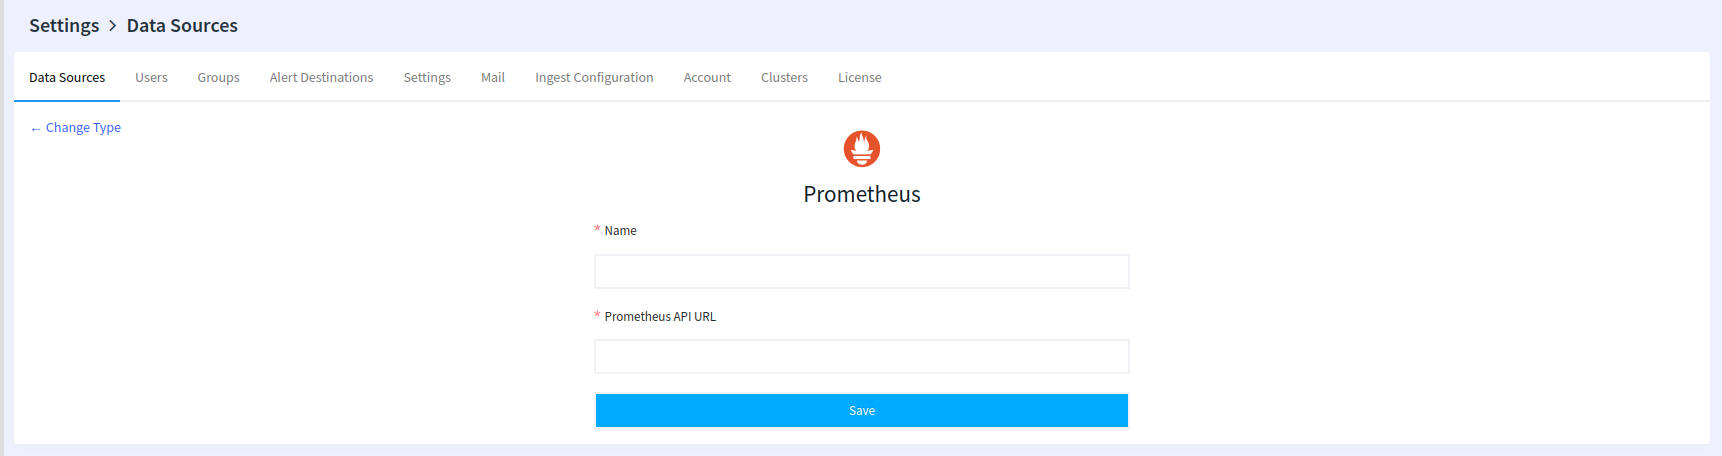 Settings > Data Sources
Data Sources Users Groups Alert Destinations Settings Mail Ingest Configuration Account Clusters License
← Change Type
Prometheus
* Name
* Prometheus API URL
Save